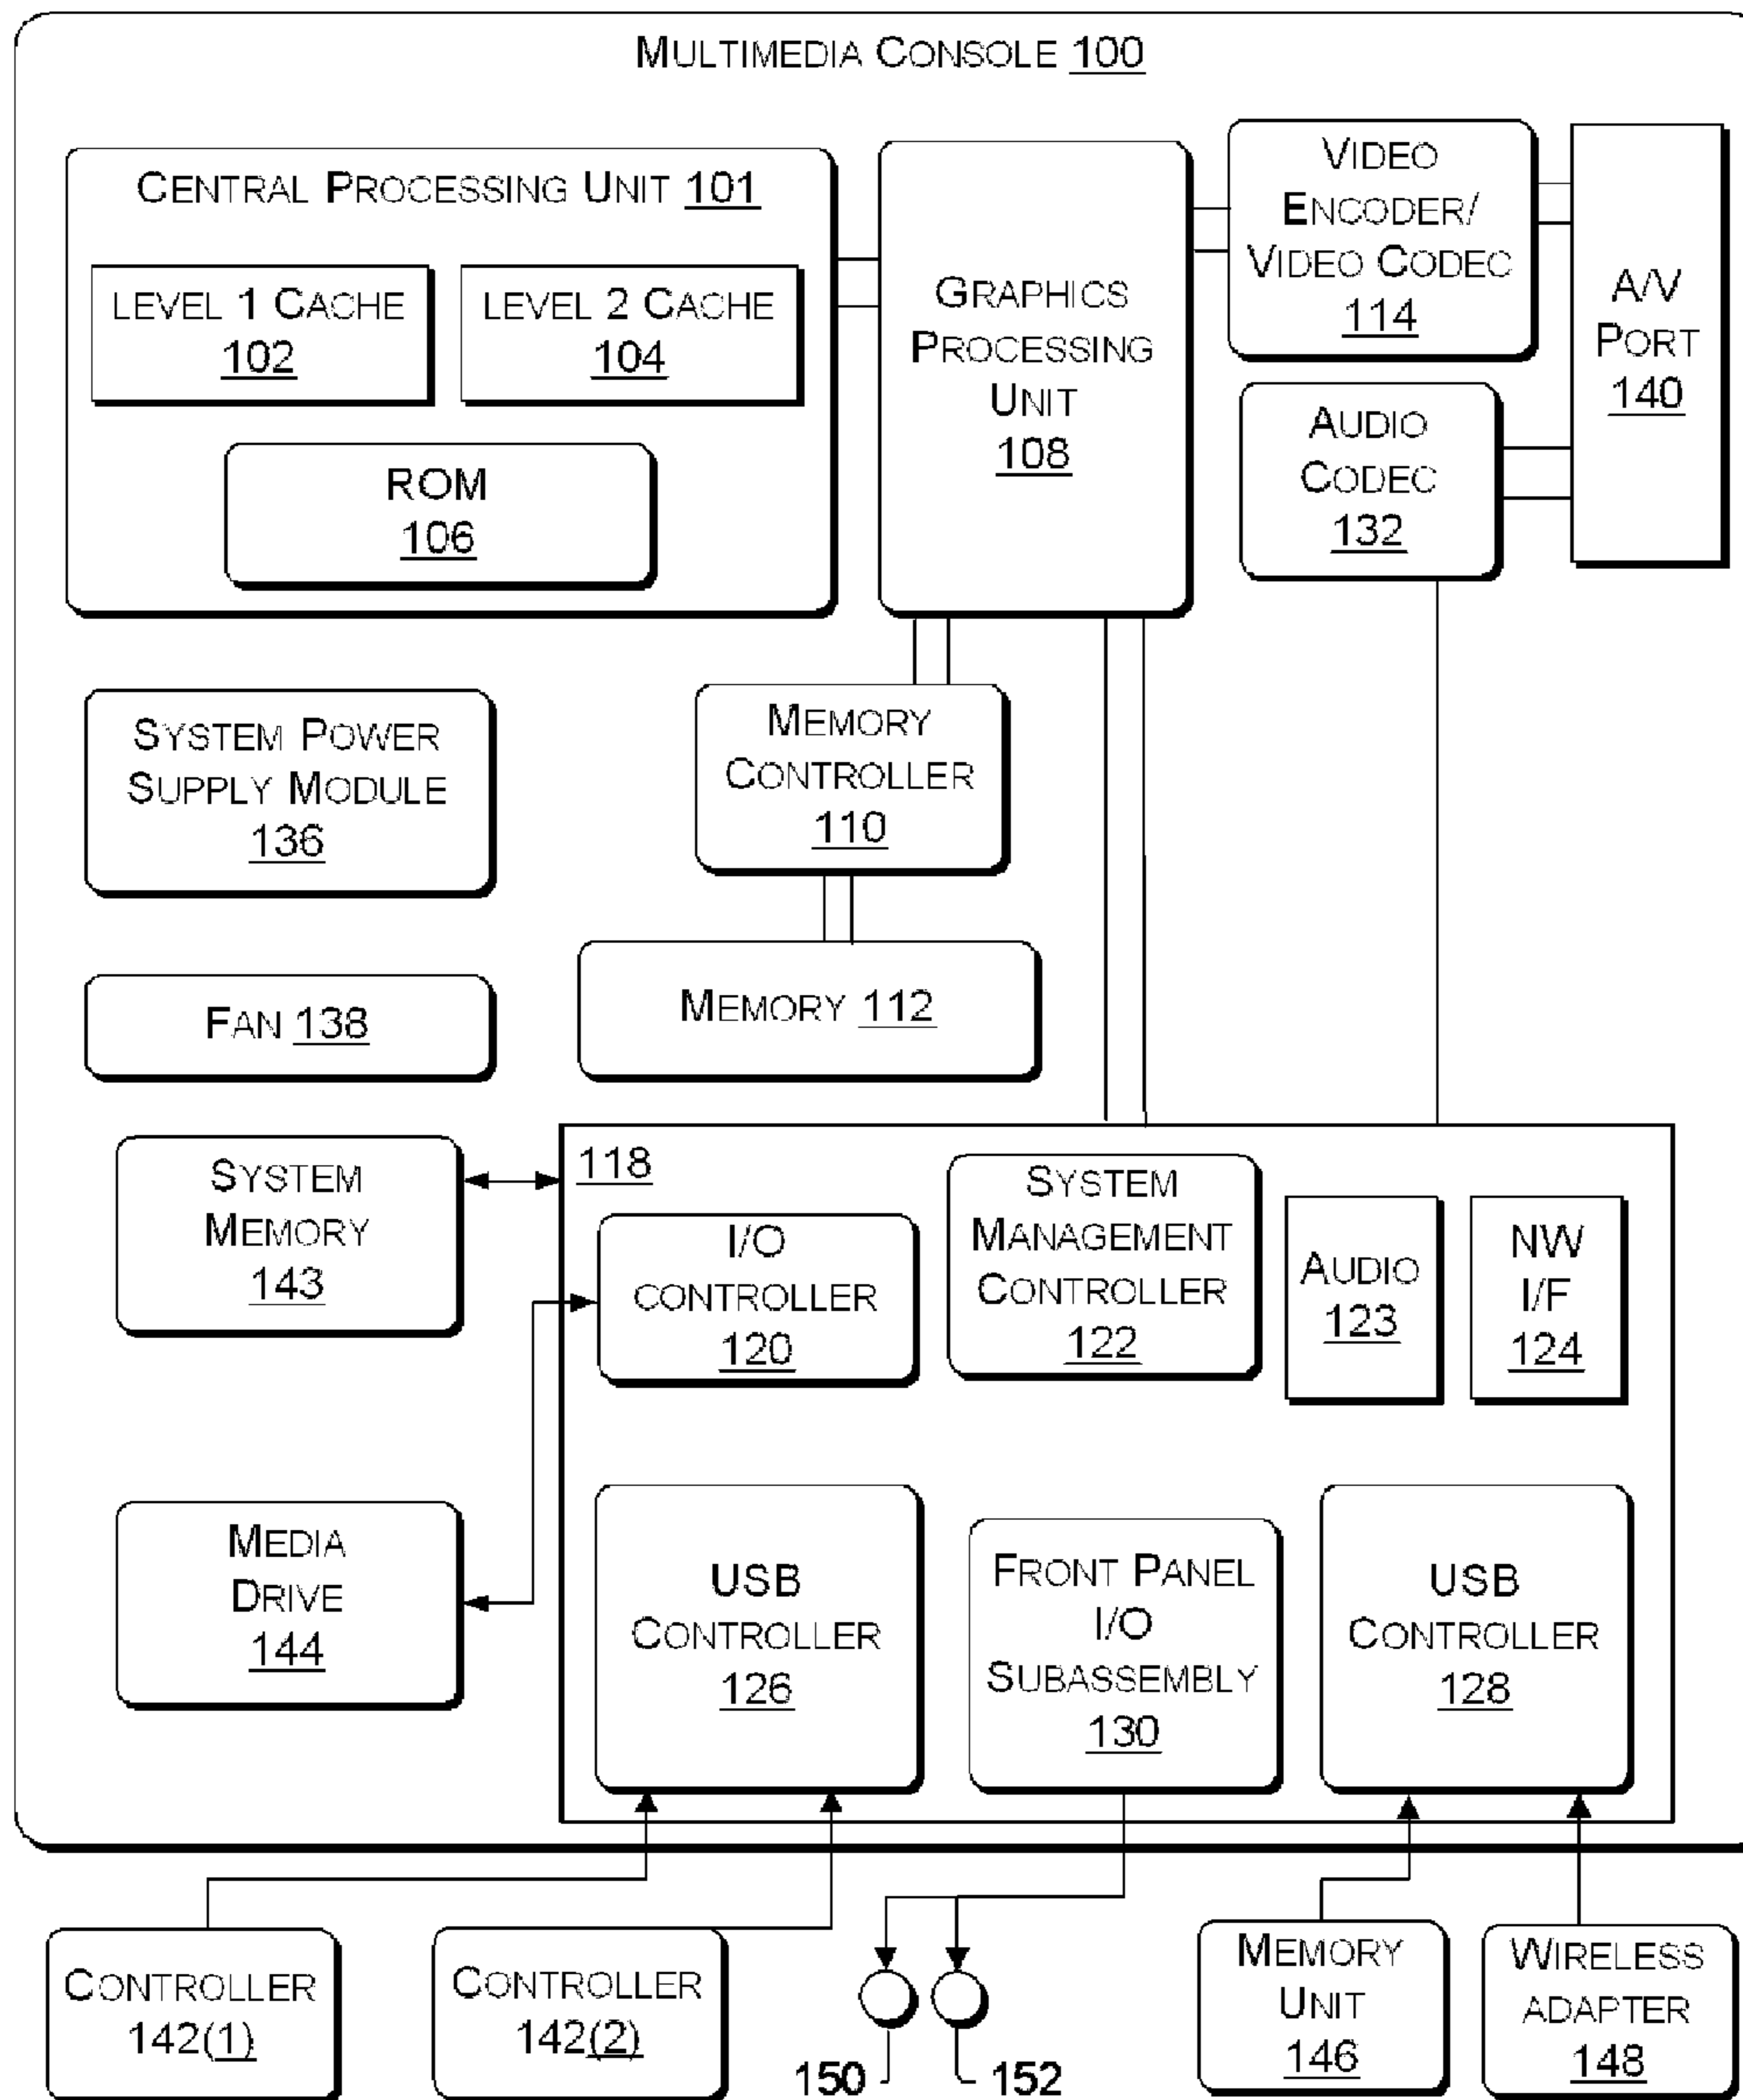 MULTIMEDIA CONSOLE 100
CENTRAL PROCESSING UNIT 101
LEVEL 1 CACHE
102
LEVEL 2 CACHE
104
ROM
106
GRAPHICS
PROCESSING
UNIT
108
VIDEO
ENCODER/
VIDEO CODEC
114
A/V
PORT
140
AUDIO
CODEC
132
SYSTEM POWER
SUPPLY MODULE
136
MEMORY
CONTROLLER
110
FAN 138
MEMORY 112
SYSTEM
MEMORY
143
118
I/O
CONTROLLER
120
SYSTEM
MANAGEMENT
CONTROLLER
122
AUDIO
123
NW
I/F
124
MEDIA
DRIVE
144
USB
CONTROLLER
126
FRONT PANEL
I/O
SUBASSEMBLY
130
USB
CONTROLLER
128
CONTROLLER
142(1)
CONTROLLER
142(2)
150
152
MEMORY
UNIT
146
WIRELESS
ADAPTER
148